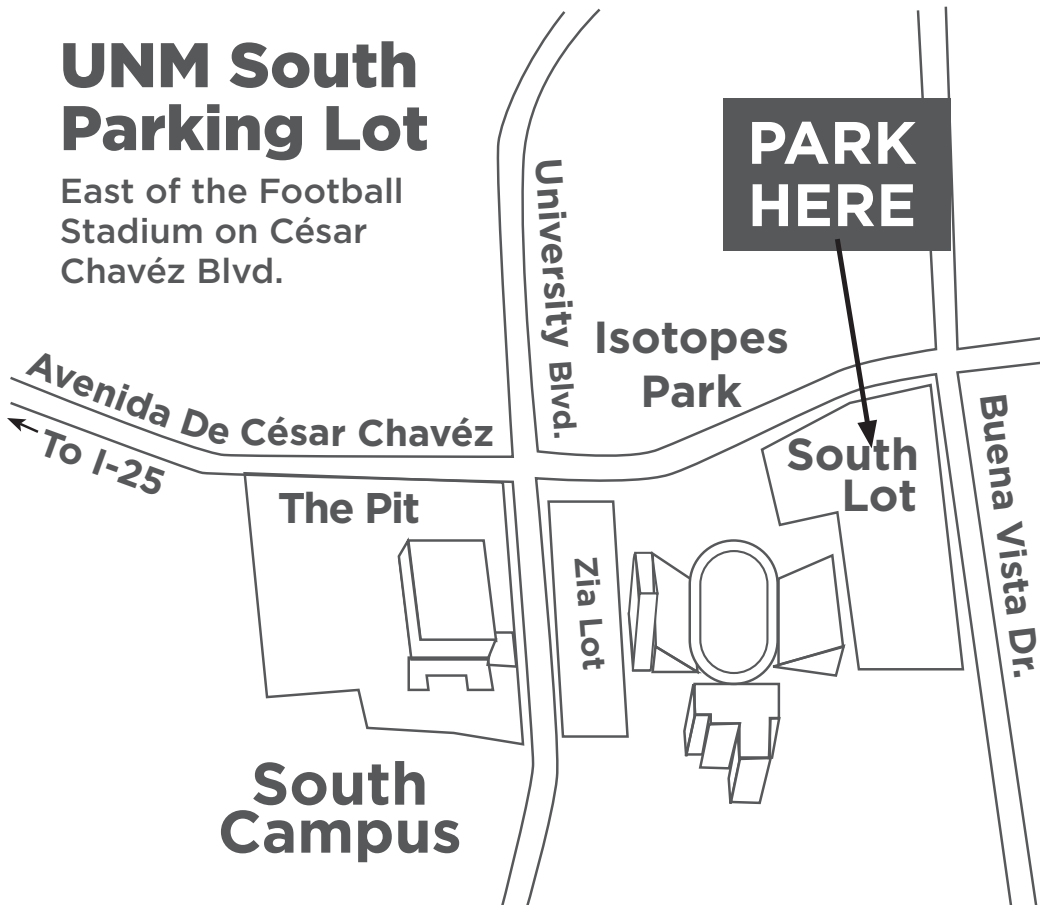 UNM South
Parking Lot
East of the Football
Stadium on César
Chavéz Blvd.
PARK
HERE
University Blvd.
Isotopes
Park
Avenida De César Chavéz
To I-25
The Pit
South
Lot
Buena Vista Dr.
Zia Lot
South
Campus